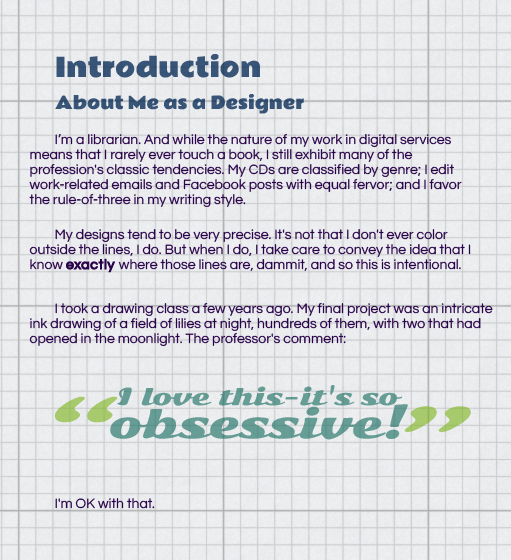 Introduction
About Me as a Designer
I'm a librarian. And while the nature of my work in digital services
means that I rarely ever touch a book, I still exhibit many of the
profession's classic tendencies. My CDs are classified by genre; I edit
work-related emails and Facebook posts with equal fervor; and I favor
the rule-of-three in my writing style.
My designs tend to be very precise. It's not that I don't ever color
outside the lines, I do. But when I do, I take care to convey the idea that I
know exactly where those lines are, dammit, and so this is intentional.
I took a drawing class a few years ago. My final project was an intricate
ink drawing of a field of lilies at night, hundreds of them, with two that had
opened in the moonlight. The professor's comment:
“I love this-it's so
obsessive!”
I'm OK with that.